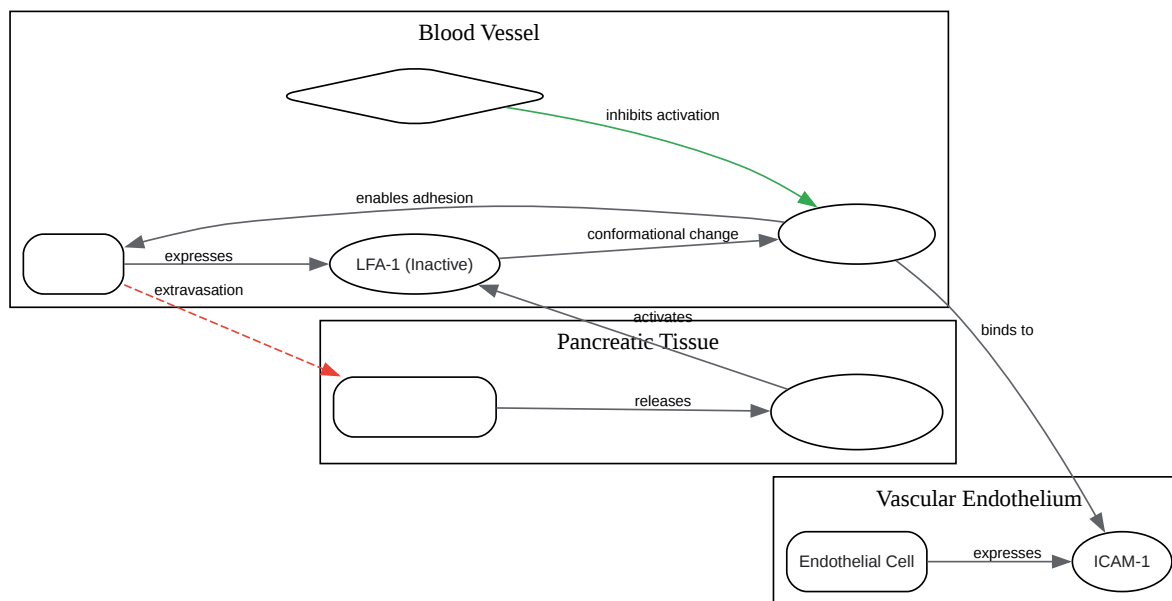 Blood Vessel
inhibits activation
enables adhesion
conformational change
expresses
LFA-1 (Inactive)
extravasation
activates
Pancreatic Tissue
binds to
releases
Vascular Endothelium
Endothelial Cell
expresses
ICAM-1